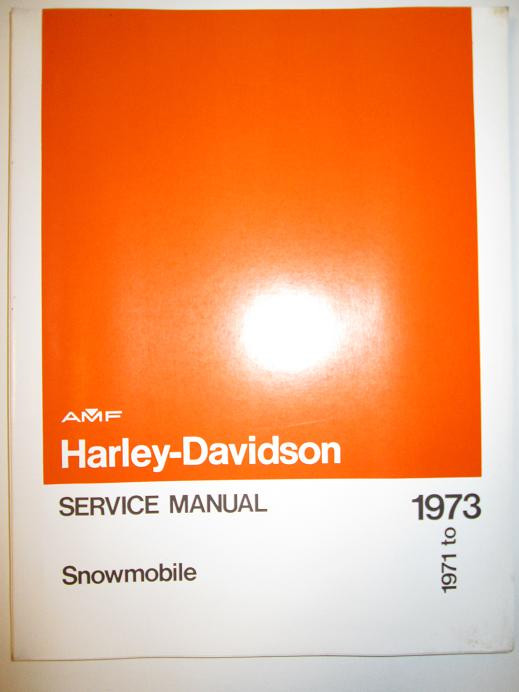 AMF
Harley-Davidson
SERVICE MANUAL
1973
1971 to
Snowmobile